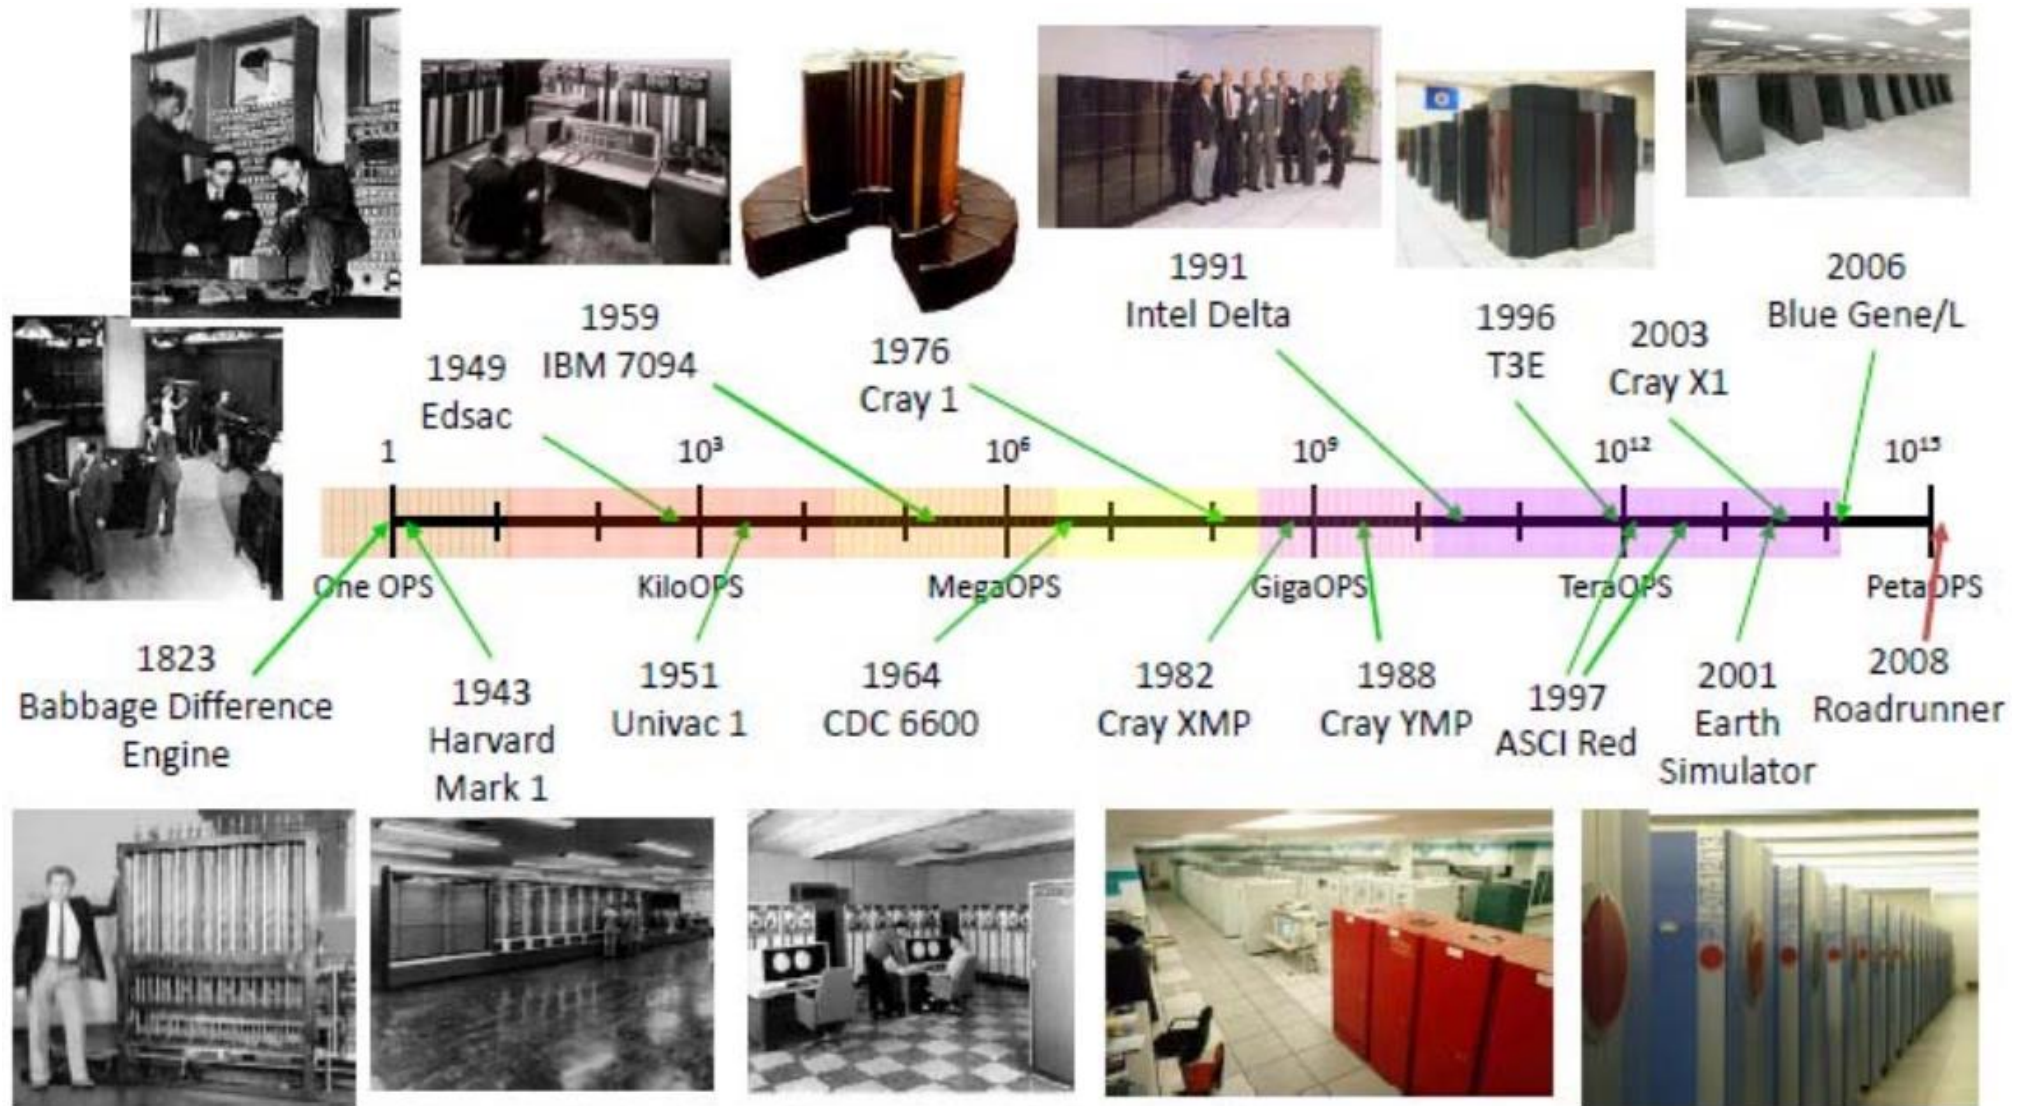 1991
Intel Delta
2006
Blue Gene/L
1959
IBM 7094
1996
T3E
2003
Cray X1
1976
Cray 1
1949
Edsac
1
10³
10⁶
10⁹
10¹²
10¹⁵
One OPS
KiloOPS
MegaOPS
GigaOPS
TeraOPS
PetaOPS
1823
Babbage Difference
Engine
1943
Harvard
Mark 1
1951
Univac 1
1964
CDC 6600
1982
Cray XMP
1988
Cray YMP
1997
ASCI Red
2001
Earth
Simulator
2008
Roadrunner